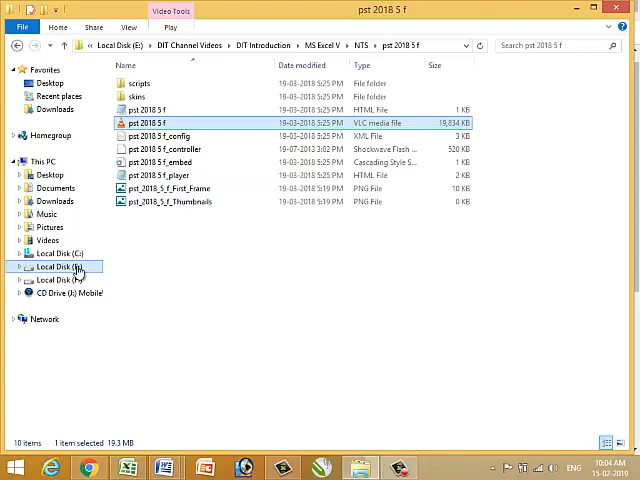 Video Tools
pst 2018 5 f
File Home Share View Play
Local Disk (E:) DIT Channel Videos DIT Introduction MS Excel V NTS pst 2018 5 f
Search pst 2018 5 f
Favorites
Desktop
Recent places
Downloads
Homegroup
This PC
Desktop
Documents
Downloads
Music
Pictures
Videos
Local Disk (C:)
Local Disk
Local Disk
CD Drive (J:) Mobile
Network
Name Date modified Type Size
scripts 19-03-2018 5:25 PM File folder
skins 19-03-2018 5:25 PM File folder
pst 2018 5 f 19-03-2018 5:25 PM HTML File 1 KB
pst 2018 5 f 19-03-2018 5:25 PM VLC media file 19,834 KB
pst 2018 5 f_config 19-03-2018 5:25 PM XML File 3 KB
pst 2018 5 f_controller 19-07-2013 3:02 PM Shockwave Flash ... 520 KB
pst 2018 5 f_embed 19-03-2018 5:25 PM Cascading Style S... 1 KB
pst 2018 5 f_player 19-03-2018 5:25 PM HTML File 2 KB
pst_2018_5_f_First_Frame 19-03-2018 5:19 PM PNG File 10 KB
pst_2018_5_f_Thumbnails 19-03-2018 5:19 PM PNG File 0 KB
10 items 1 item selected 19.3 MB
ENG
10:04 AM
15-02-2019